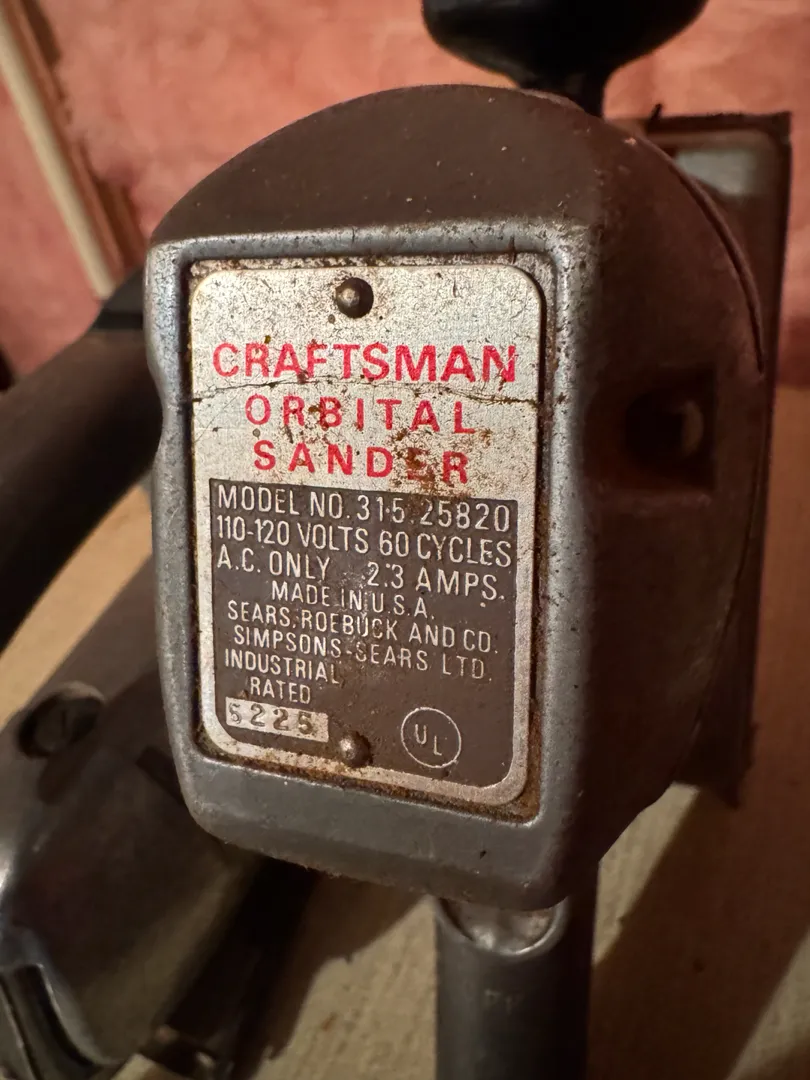 CRAFTSMAN
ORBITAL
SANDER
MODEL NO. 315.25820
110-120 VOLTS 60 CYCLES
A.C. ONLY 2.3 AMPS.
MADE IN U.S.A.
SEARS, ROEBUCK AND CO.
SIMPSONS-SEARS LTD.
INDUSTRIAL
RATED
5225
UL